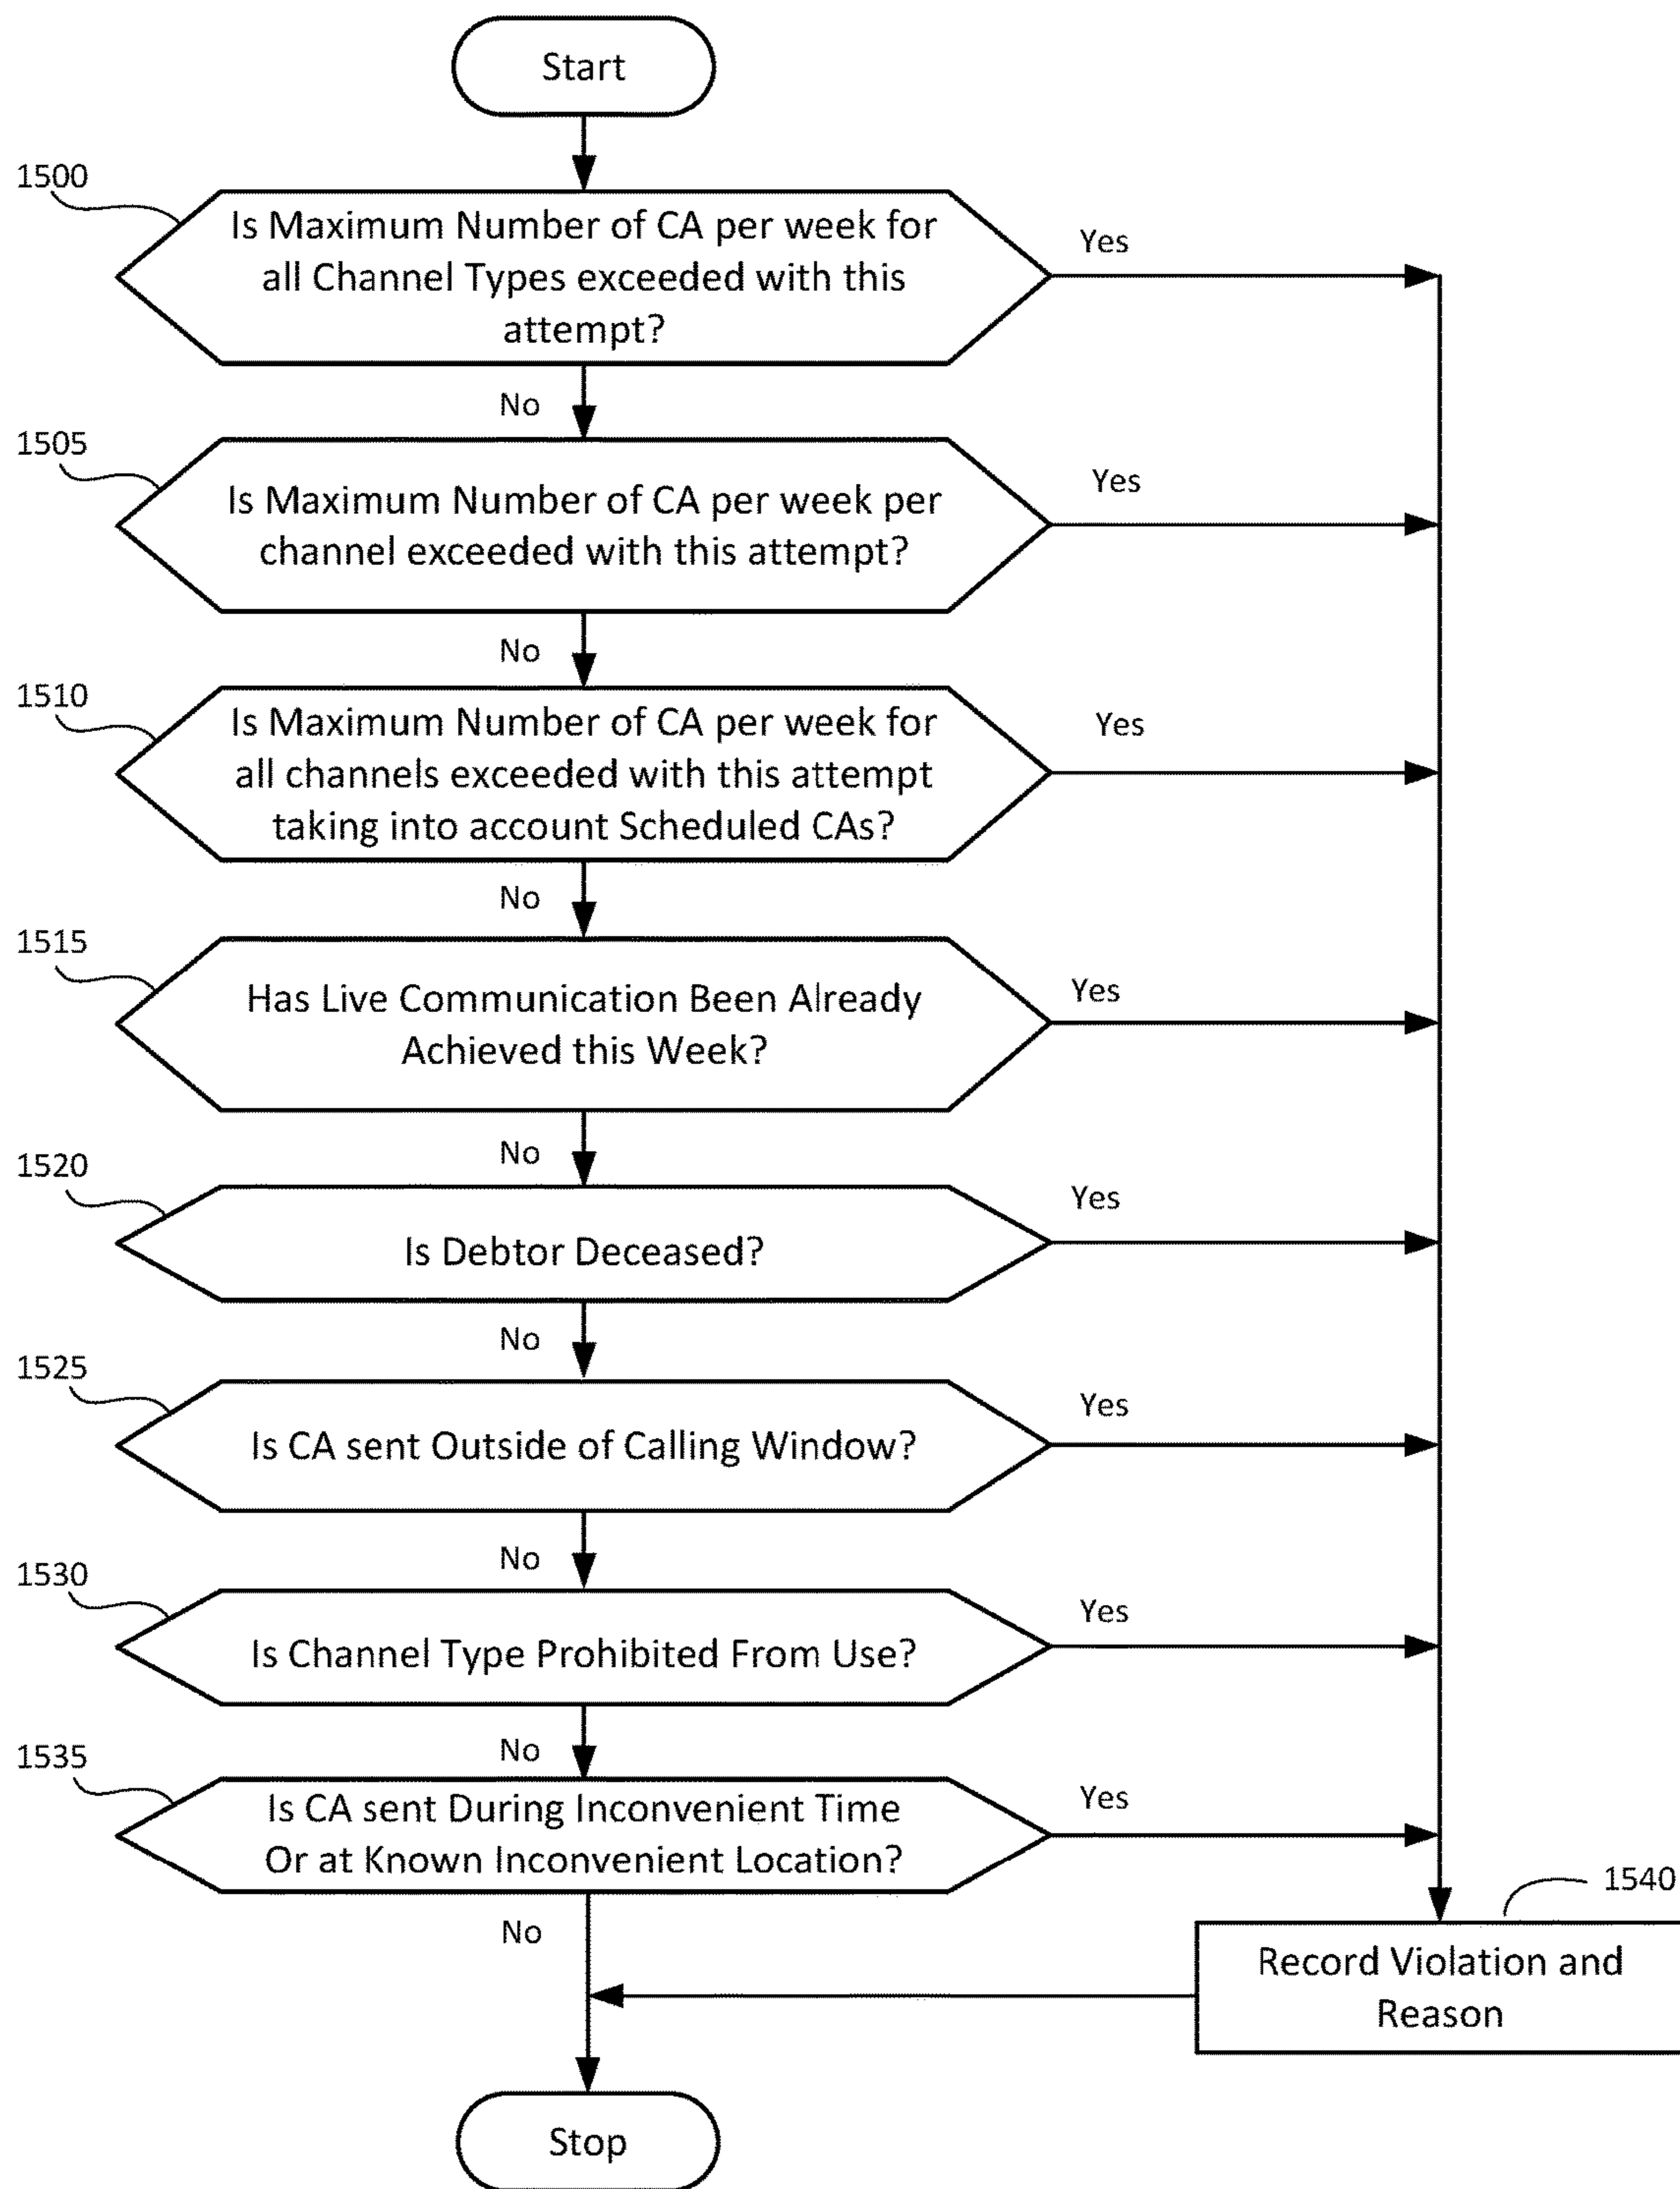 Start
1500
Is Maximum Number of CA per week for
all Channel Types exceeded with this
attempt?
Yes
No
1505
Is Maximum Number of CA per week per
channel exceeded with this attempt?
Yes
No
1510
Is Maximum Number of CA per week for
all channels exceeded with this attempt
taking into account Scheduled CAs?
Yes
No
1515
Has Live Communication Been Already
Achieved this Week?
Yes
No
1520
Is Debtor Deceased?
Yes
No
1525
Is CA sent Outside of Calling Window?
Yes
No
1530
Is Channel Type Prohibited From Use?
Yes
No
1535
Is CA sent During Inconvenient Time
Or at Known Inconvenient Location?
Yes
No
1540
Record Violation and
Reason
Stop